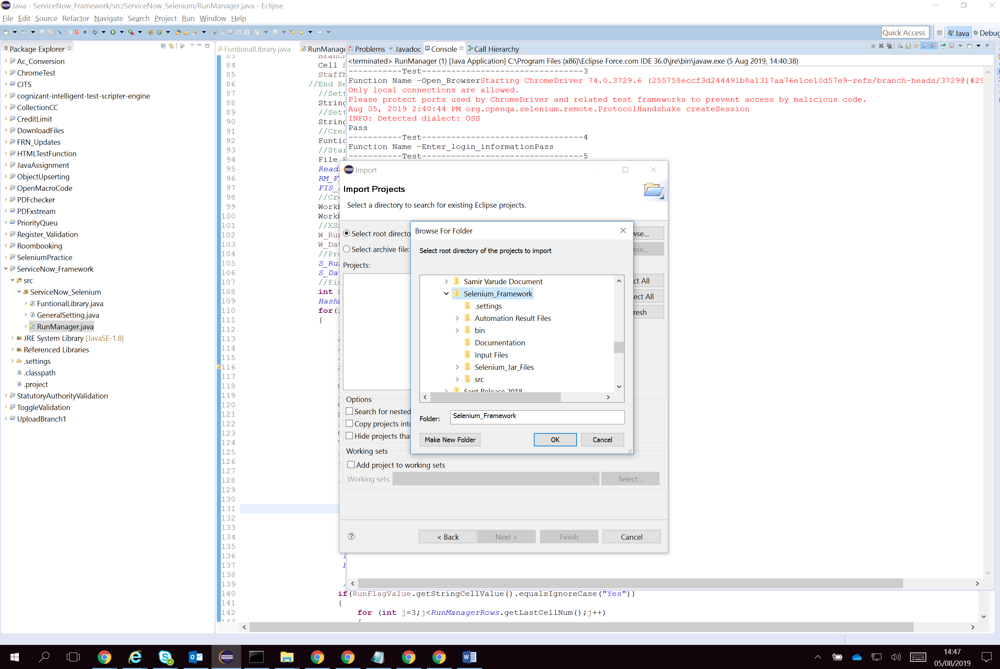 Java - ServiceNow_Framework/src/ServiceNow_Selenium/RunManager.java - Eclipse
File Edit Source Refactor Navigate Search Project Run Window Help
Quick Access
Java
Debug
Package Explorer
Ac_Conversion
ChromeTest
CITS
cognizant-intelligent-test-scripter-engine
CollectionCC
CreditLimit
DownloadFiles
FRN_Updates
HTMLTestFunction
JavaAssignment
ObjectUpserting
OpenMacroCode
PDFchecker
PDFxstream
PriorityQueu
Register_Validation
Roombooking
SeleniumPractice
ServiceNow_Framework
src
ServiceNow_Selenium
FuntionalLibrary.java
GeneralSetting.java
RunManager.java
JRE System Library [JavaSE-1.8]
Referenced Libraries
.settings
.classpath
.project
StatutoryAuthorityValidation
ToggleValidation
UploadBranch1
FuntionalLibrary.java
RunManage
83 Branch
84 Cell S
85
86 //End Re
87 //Sett
88 String
89 //Sett
90 String
91 //Crea
92 Funtio
93 //Star
94 File
95 Read
96 RM_F
97 FIS_
98 //Cre
99 Work
100 Work
101 //XS
102 W_Run
103 W_Dat
104 //Pro
105 S_Ru
106 S_Da
107 //Fin
108 int
109 Hash
110 for(
111 {
112
113
114
115
116
117
118
119
120
121
122
123
124
125
126
127
128
129
130
131
132
133
134
135
136
137
138
139
140 if(RunFlagValue.getStringCellValue().equalsIgnoreCase("Yes"))
141 {
142 for (int j=3;j<RunManagerRows.getLastCellNum();j++)
143 {
Problems
Javadoc
Console
Call Hierarchy
<terminated> RunManager (1) [Java Application] C:\Program Files (x86)\Eclipse Force.com IDE 36.0\jre\bin\javaw.exe (5 Aug 2019, 14:40:38)
-----------Test---------------------------------3
Function Name -Open_BrowserStarting ChromeDriver 74.0.3729.6 (255758eccf3d244491b8a1317aa76e1ce10d57e9-refs/branch-heads/3729@{#29
Only local connections are allowed.
Please protect ports used by ChromeDriver and related test frameworks to prevent access by malicious code.
Aug 05, 2019 2:40:44 PM org.openqa.selenium.remote.ProtocolHandshake createSession
INFO: Detected dialect: OSS
Pass
-----------Test---------------------------------4
Function Name -Enter_login_informationPass
-----------Test---------------------------------5
Import
Import Projects
Select a directory to search for existing Eclipse projects.
Select root directo
wse...
Select archive file:
wse...
Projects:
ct All
ect All
resh
Options
Search for nested
Copy projects into
Hide projects tha
Working sets
Add project to working sets
Working sets:
Select...
< Back
Next >
Finish
Cancel
Browse For Folder
Select root directory of the projects to import
Samir Varude Document
Selenium_Framework
.settings
Automation Result Files
bin
Documentation
Input Files
Selenium_Jar_Files
src
Sept Release 2018
Folder:
Selenium_Framework
Make New Folder
OK
Cancel
14:47
05/08/2019